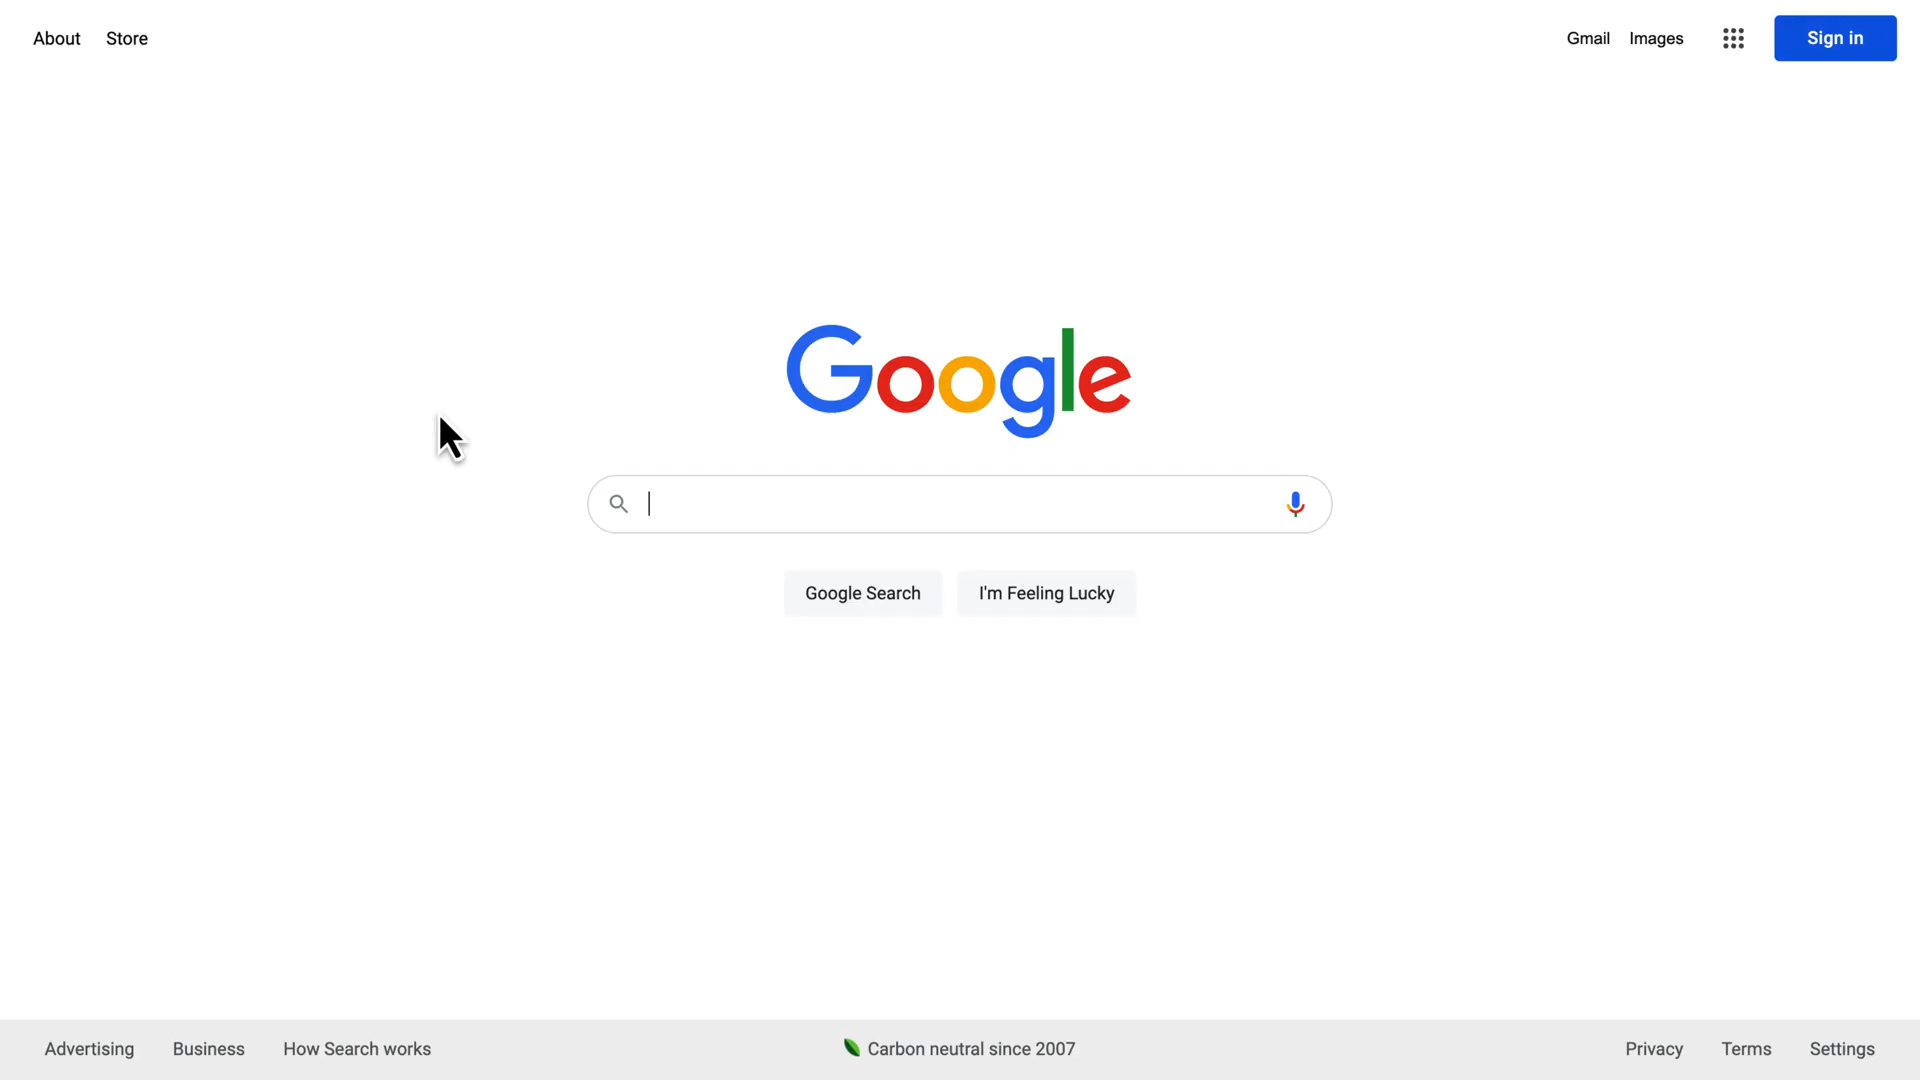 About Store Gmail Images Sign in
Google
Google Search I'm Feeling Lucky
Advertising Business How Search works Carbon neutral since 2007 Privacy Terms Settings